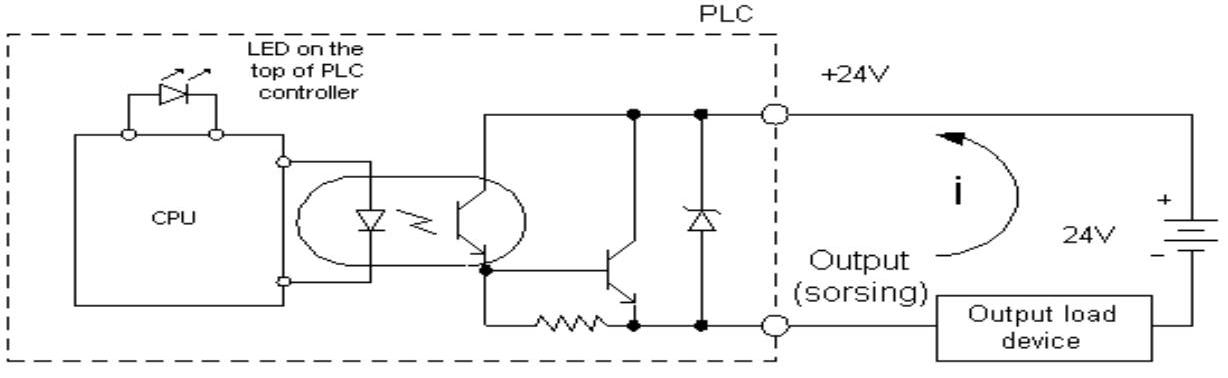 PLC
LED on the
top of PLC
controller
+24V
CPU
i
+
24V
−
Output
(sorsing)
Output load
device